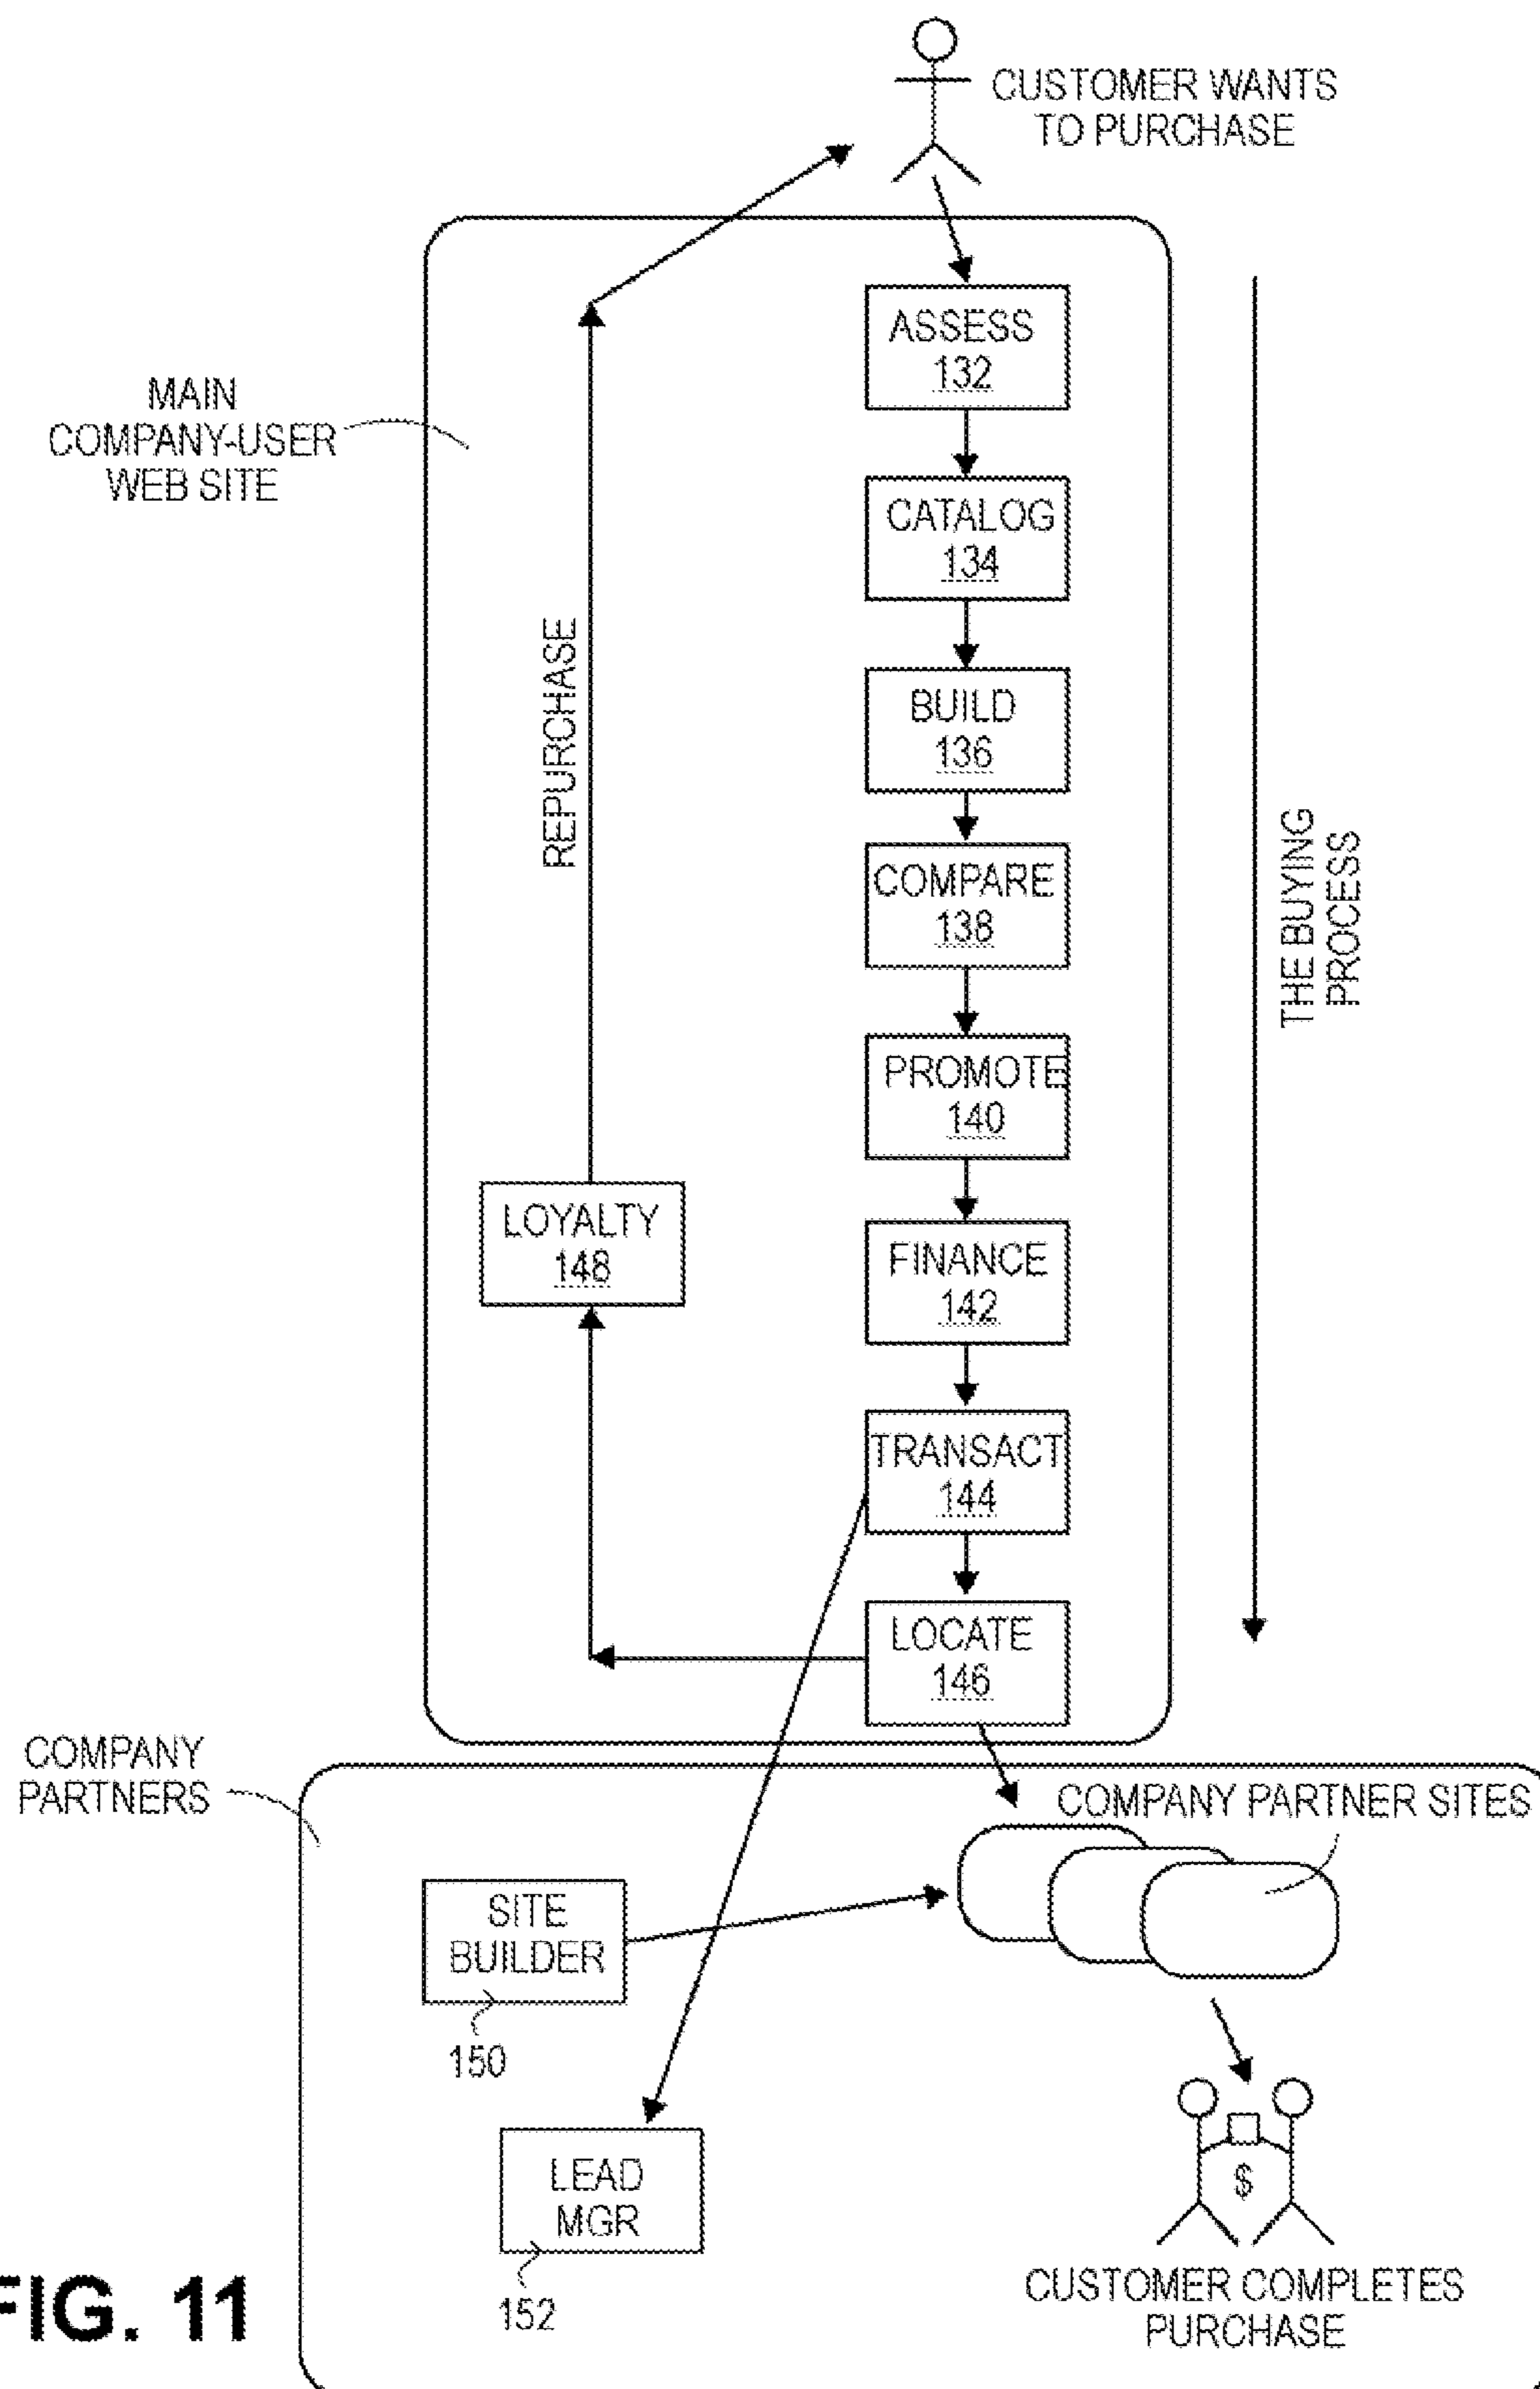 CUSTOMER WANTS
TO PURCHASE
ASSESS
132
MAIN
COMPANY-USER
WEB SITE
CATALOG
134
REPURCHASE
BUILD
136
COMPARE
138
THE BUYING
PROCESS
PROMOTE
140
LOYALTY
148
FINANCE
142
TRANSACT
144
LOCATE
146
COMPANY
PARTNERS
COMPANY PARTNER SITES
SITE
BUILDER
150
LEAD
MGR
152
$
CUSTOMER COMPLETES
PURCHASE
FIG. 11